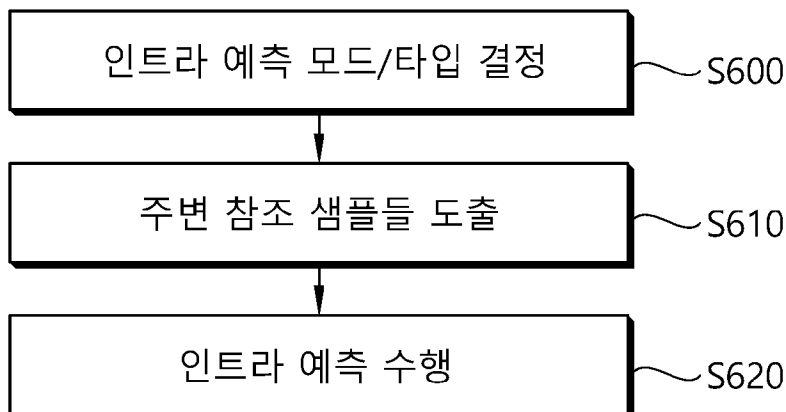 인트라 예측 모드/타입 결정
S600
주변 참조 샘플들 도출
S610
인트라 예측 수행
S620